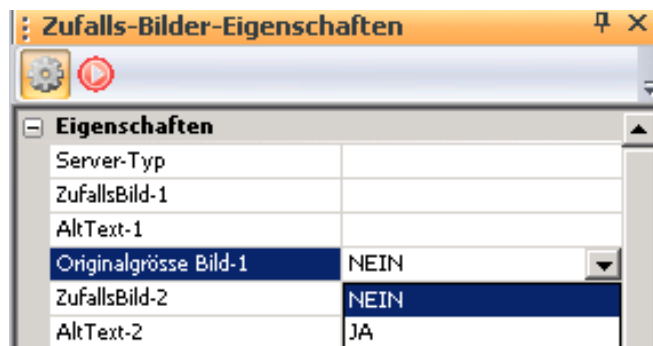 Zufalls-Bilder-Eigenschaften
Eigenschaften
Server-Typ
ZufallsBild-1
AltText-1
Originalgrösse Bild-1 NEIN
ZufallsBild-2 NEIN
AltText-2 JA